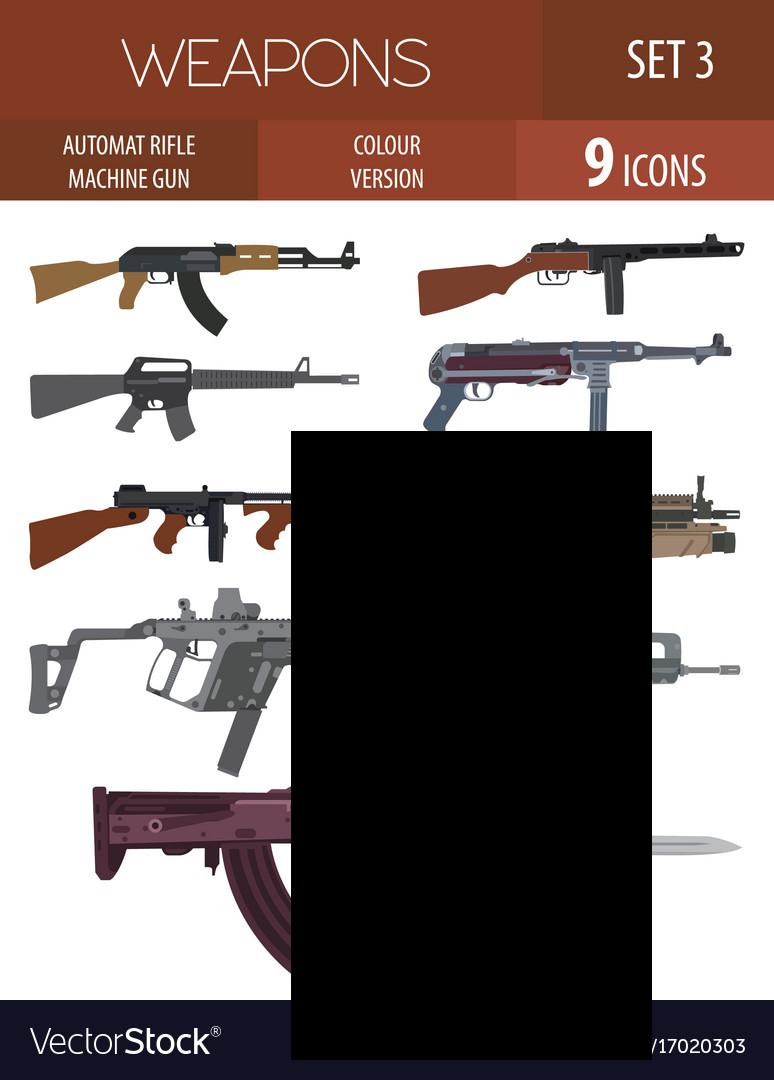 WEAPONS
SET 3
AUTOMAT RIFLE
MACHINE GUN
COLOUR
VERSION
9 ICONS
VectorStock®
/17020303